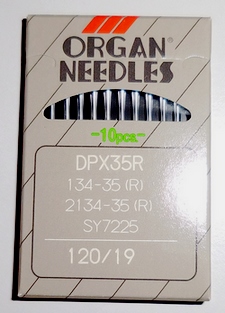 ORGAN®
NEEDLES
-10pcs-
DPX35R
134-35 (R)
2134-35 (R)
SY7225
120/19